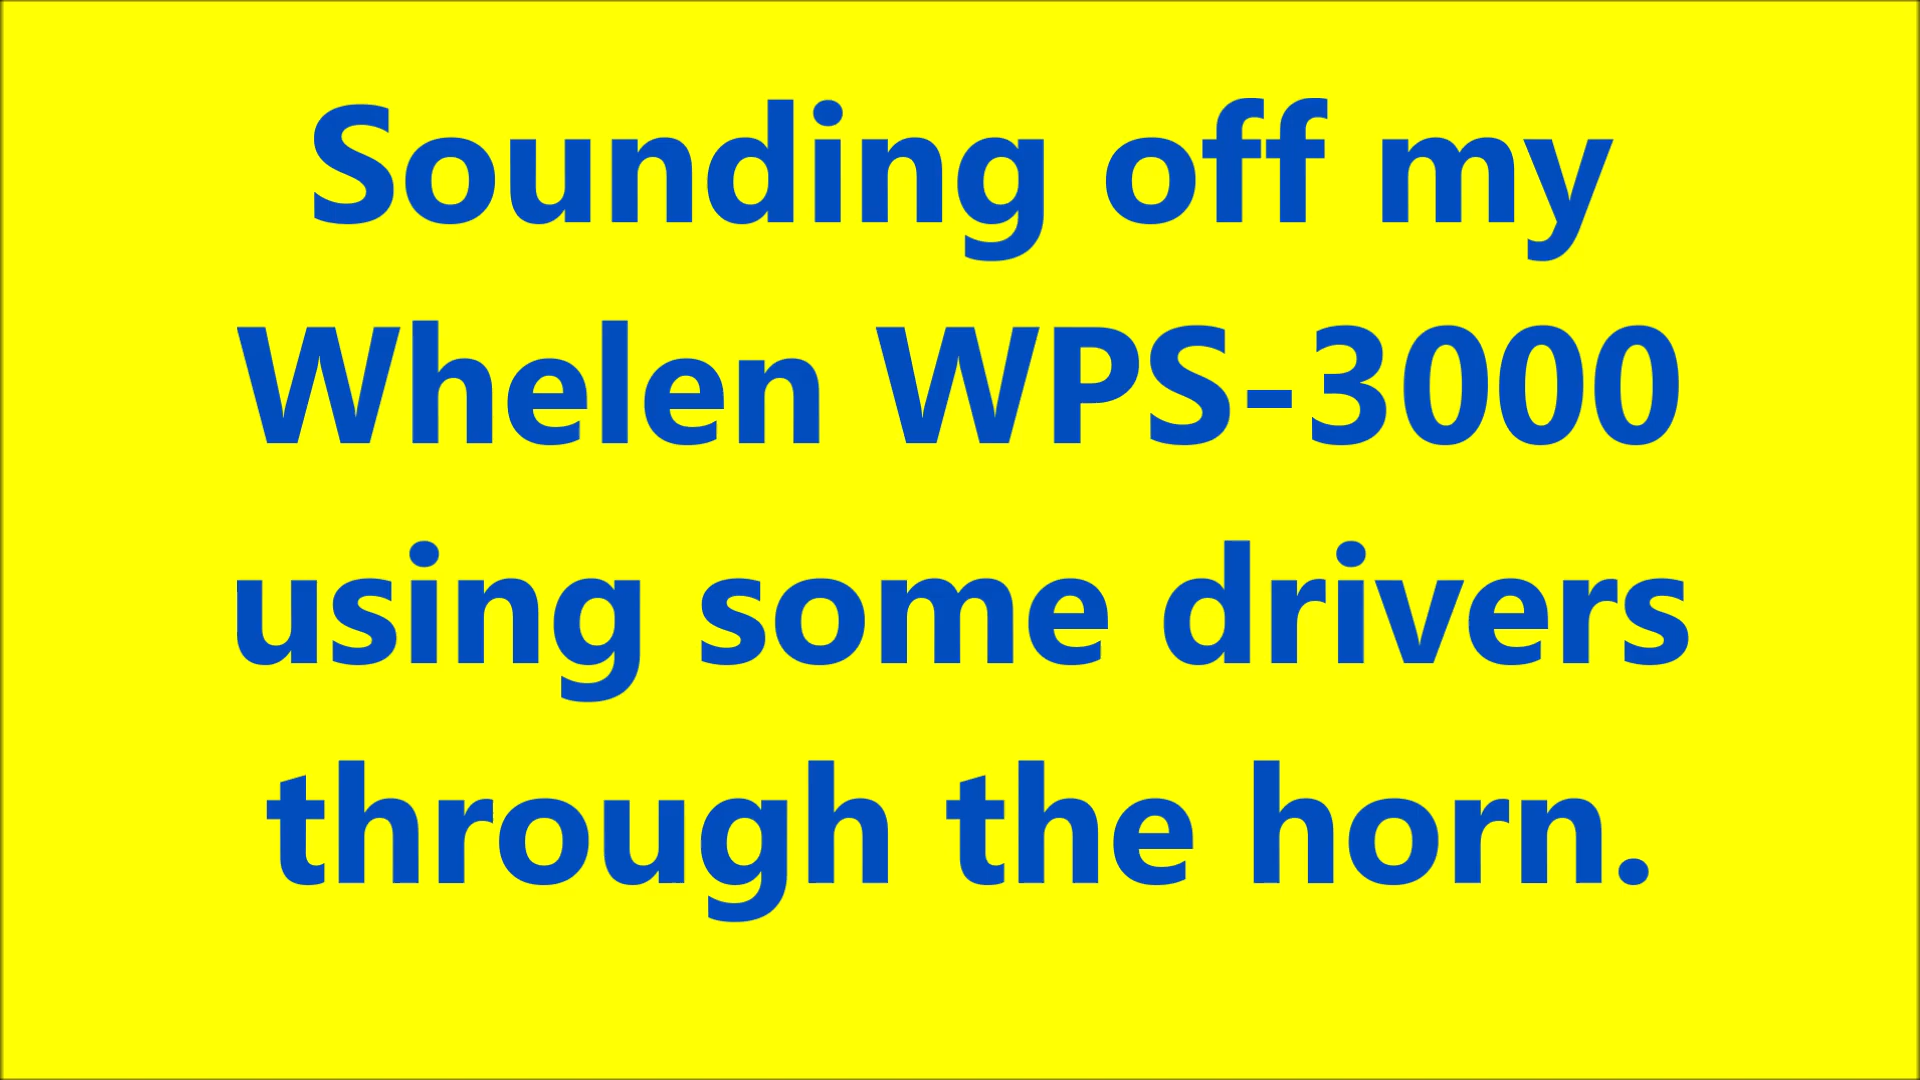 Sounding off my
Whelen WPS-3000
using some drivers
through the horn.